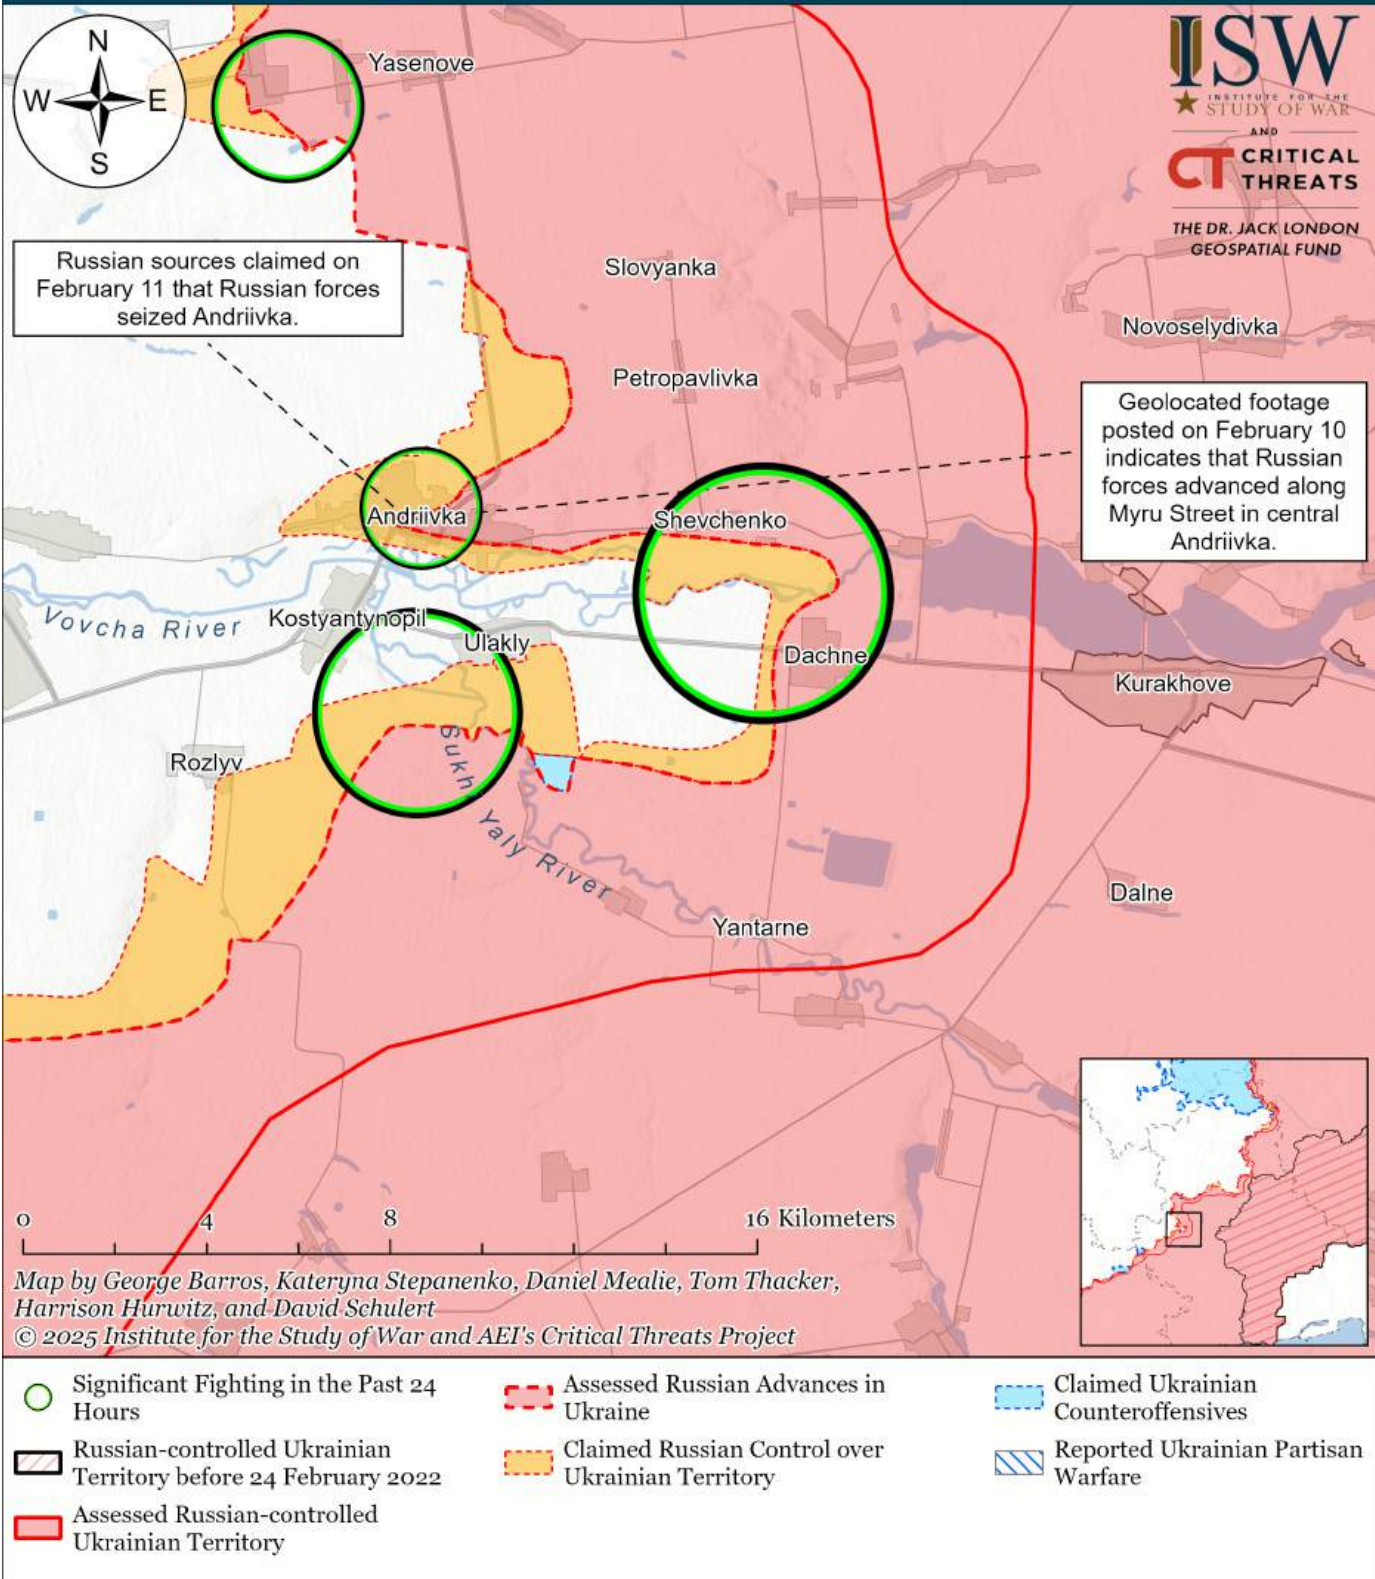 N
W
E
S
Yasenove
ISW
INSTITUTE FOR THE
STUDY OF WAR
AND
CT CRITICAL
THREATS
THE DR. JACK LONDON
GEOSPATIAL FUND
Russian sources claimed on
February 11 that Russian forces
seized Andriivka.
Slovyanka
Novoselydivka
Petropavlivka
Geolocated footage
posted on February 10
indicates that Russian
forces advanced along
Myru Street in central
Andriivka.
Andriivka
Shevchenko
Vovcha River
Kostyantynopil
Ulakly
Dachne
Kurakhove
Rozlyv
Sukhi Yaly River
Dalne
Yantarne
0 4 8 16 Kilometers
Map by George Barros, Kateryna Stepanenko, Daniel Mealie, Tom Thacker,
Harrison Hurwitz, and David Schulert
© 2025 Institute for the Study of War and AEI's Critical Threats Project
Significant Fighting in the Past 24
Hours
Russian-controlled Ukrainian
Territory before 24 February 2022
Assessed Russian-controlled
Ukrainian Territory
Assessed Russian Advances in
Ukraine
Claimed Russian Control over
Ukrainian Territory
Claimed Ukrainian
Counteroffensives
Reported Ukrainian Partisan
Warfare